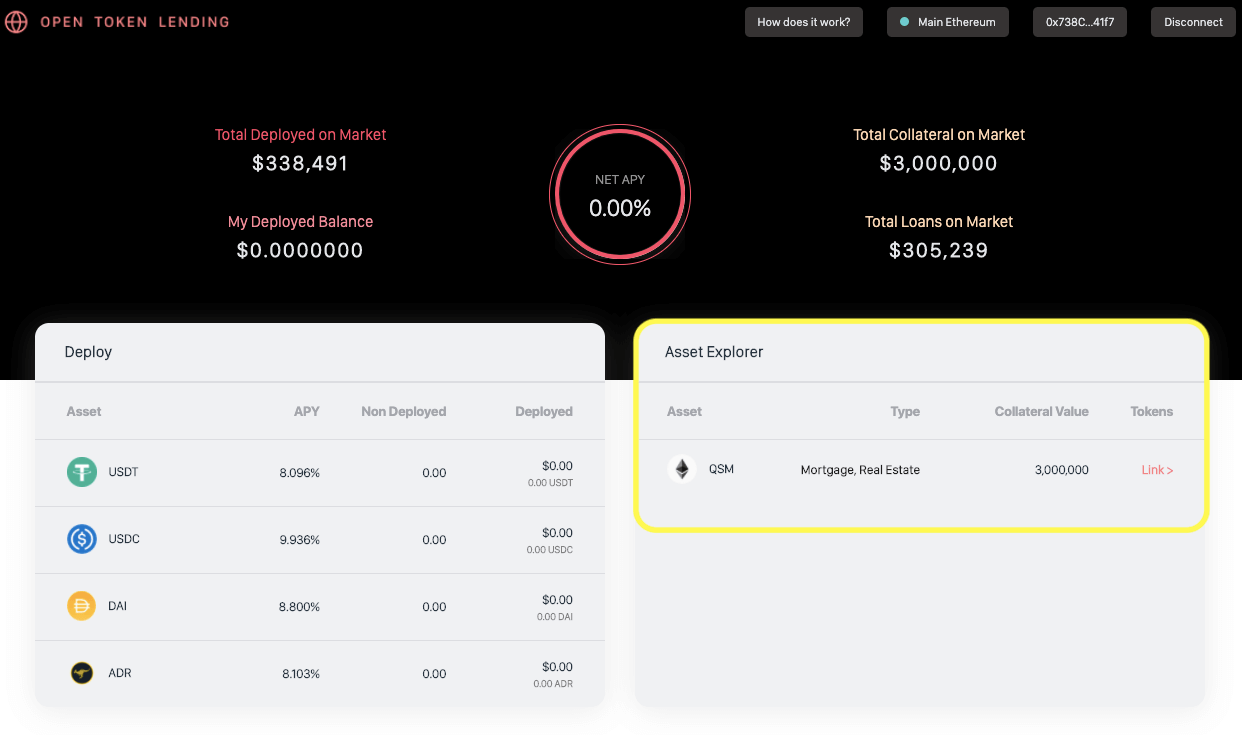 OPEN TOKEN LENDING
How does it work?
Main Ethereum
0x738C...41f7
Disconnect
Total Deployed on Market
$338,491
My Deployed Balance
$0.0000000
NET APY
0.00%
Total Collateral on Market
$3,000,000
Total Loans on Market
$305,239
Deploy
Asset APY Non Deployed Deployed
USDT 8.096% 0.00 $0.00
0.00 USDT
USDC 9.936% 0.00 $0.00
0.00 USDC
DAI 8.800% 0.00 $0.00
0.00 DAI
ADR 8.103% 0.00 $0.00
0.00 ADR
Asset Explorer
Asset Type Collateral Value Tokens
QSM Mortgage, Real Estate 3,000,000 Link >